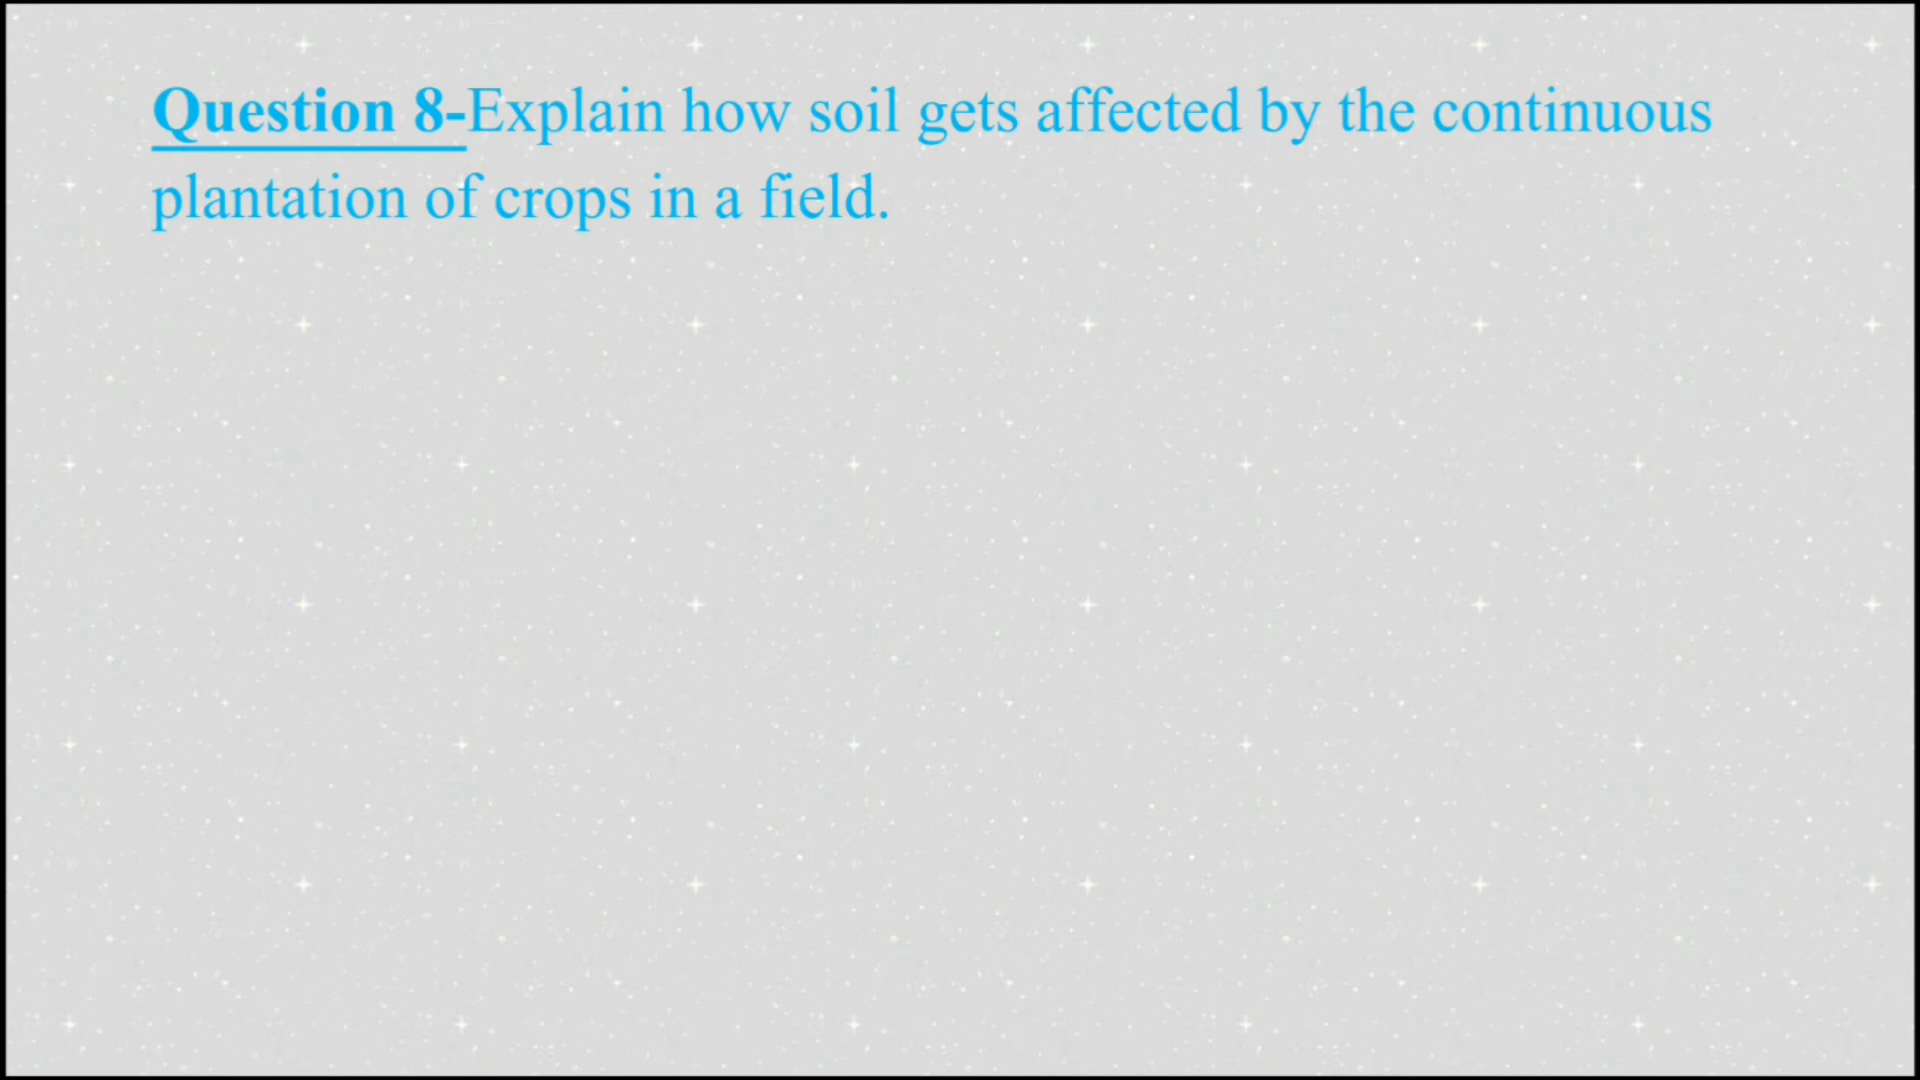 Question 8-Explain how soil gets affected by the continuous
plantation of crops in a field.